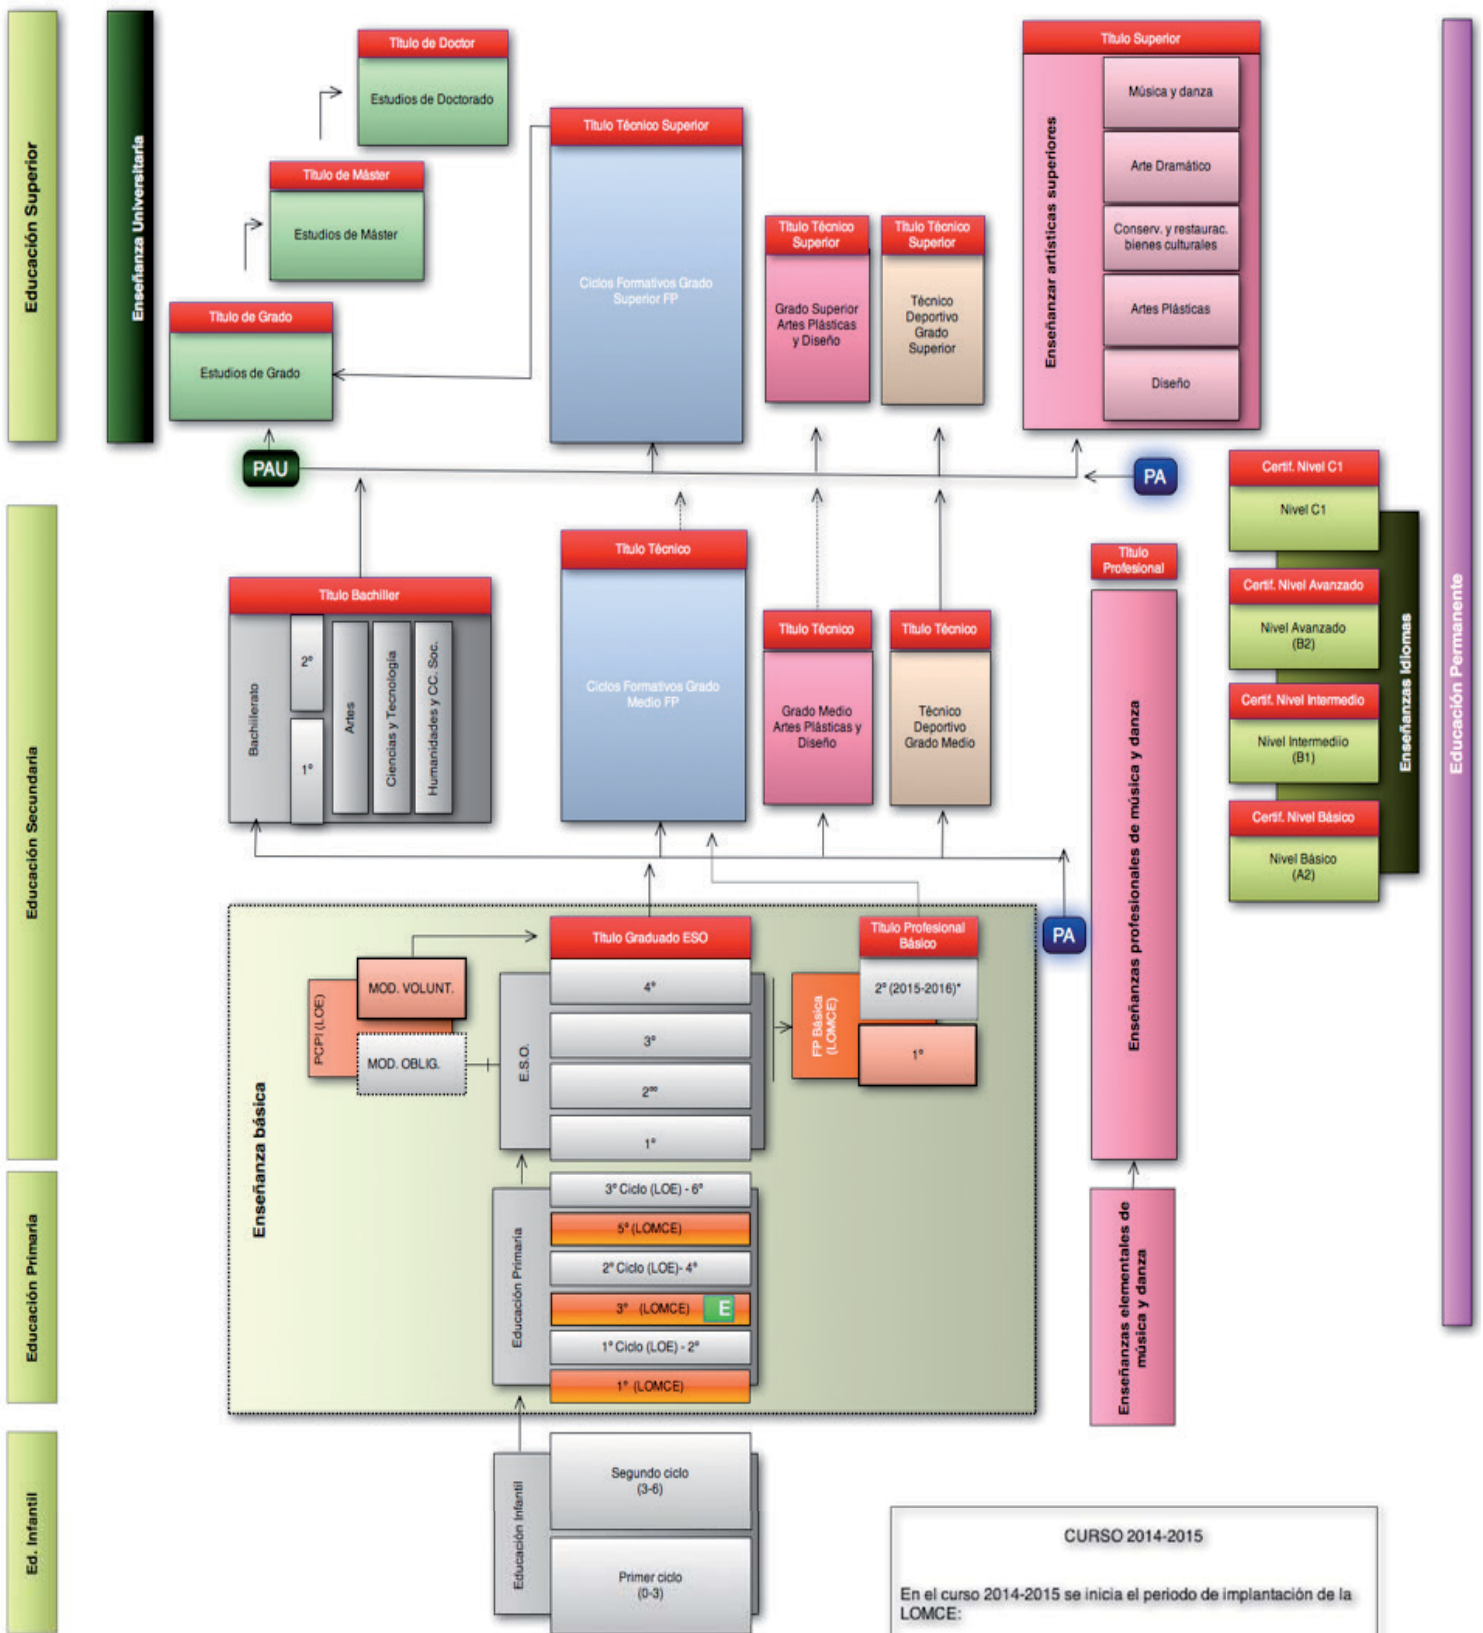 Educación Superior
Enseñanza Universitaria
Título de Doctor
Estudios de Doctorado
Título de Máster
Estudios de Máster
Título de Grado
Estudios de Grado
Título Técnico Superior
Ciclos Formativos Grado
Superior FP
Título Técnico
Superior
Grado Superior
Artes Plásticas
y Diseño
Título Técnico
Superior
Técnico
Deportivo
Grado
Superior
Título Superior
Enseñanzar artísticas superiores
Música y danza
Arte Dramático
Conserv. y restaurac.
bienes culturales
Artes Plásticas
Diseño
PAU
PA
Educación Secundaria
Título Bachiller
Bachiillerato
2º
1º
Artes
Ciencias y Tecnología
Humanidades y CC. Soc.
Título Técnico
Ciclos Formativos Grado
Medio FP
Título Técnico
Grado Medio
Artes Plásticas y
Diseño
Título Técnico
Técnico
Deportivo
Grado Medio
Título
Profesional
Enseñanzas profesionales de música y danza
Certif. Nivel C1
Nivel C1
Certif. Nivel Avanzado
Nivel Avanzado
(B2)
Certif. Nivel Intermedio
Nivel Intermediio
(B1)
Certif. Nivel Básico
Nivel Básico
(A2)
Enseñanzas Idiomas
Educación Permanente
PA
Enseñanza básica
Título Graduado ESO
E.S.O.
4º
3º
2ºº
1º
PCPI (LOE)
MOD. VOLUNT.
MOD. OBLIG.
Título Profesional
Básico
FP Básica
(LOMCE)
2º (2015-2016)*
1º
Educación Primaria
Educación Primaria
3º Ciclo (LOE) - 6º
5º (LOMCE)
2º Ciclo (LOE)- 4º
3º (LOMCE)
E
1º Ciclo (LOE) - 2º
1º (LOMCE)
Enseñanzas elementales de
música y danza
Ed. Infantil
Educación Infantil
Segundo ciclo
(3-6)
Primer ciclo
(0-3)
CURSO 2014-2015
En el curso 2014-2015 se inicia el periodo de implantación de la
LOMCE: